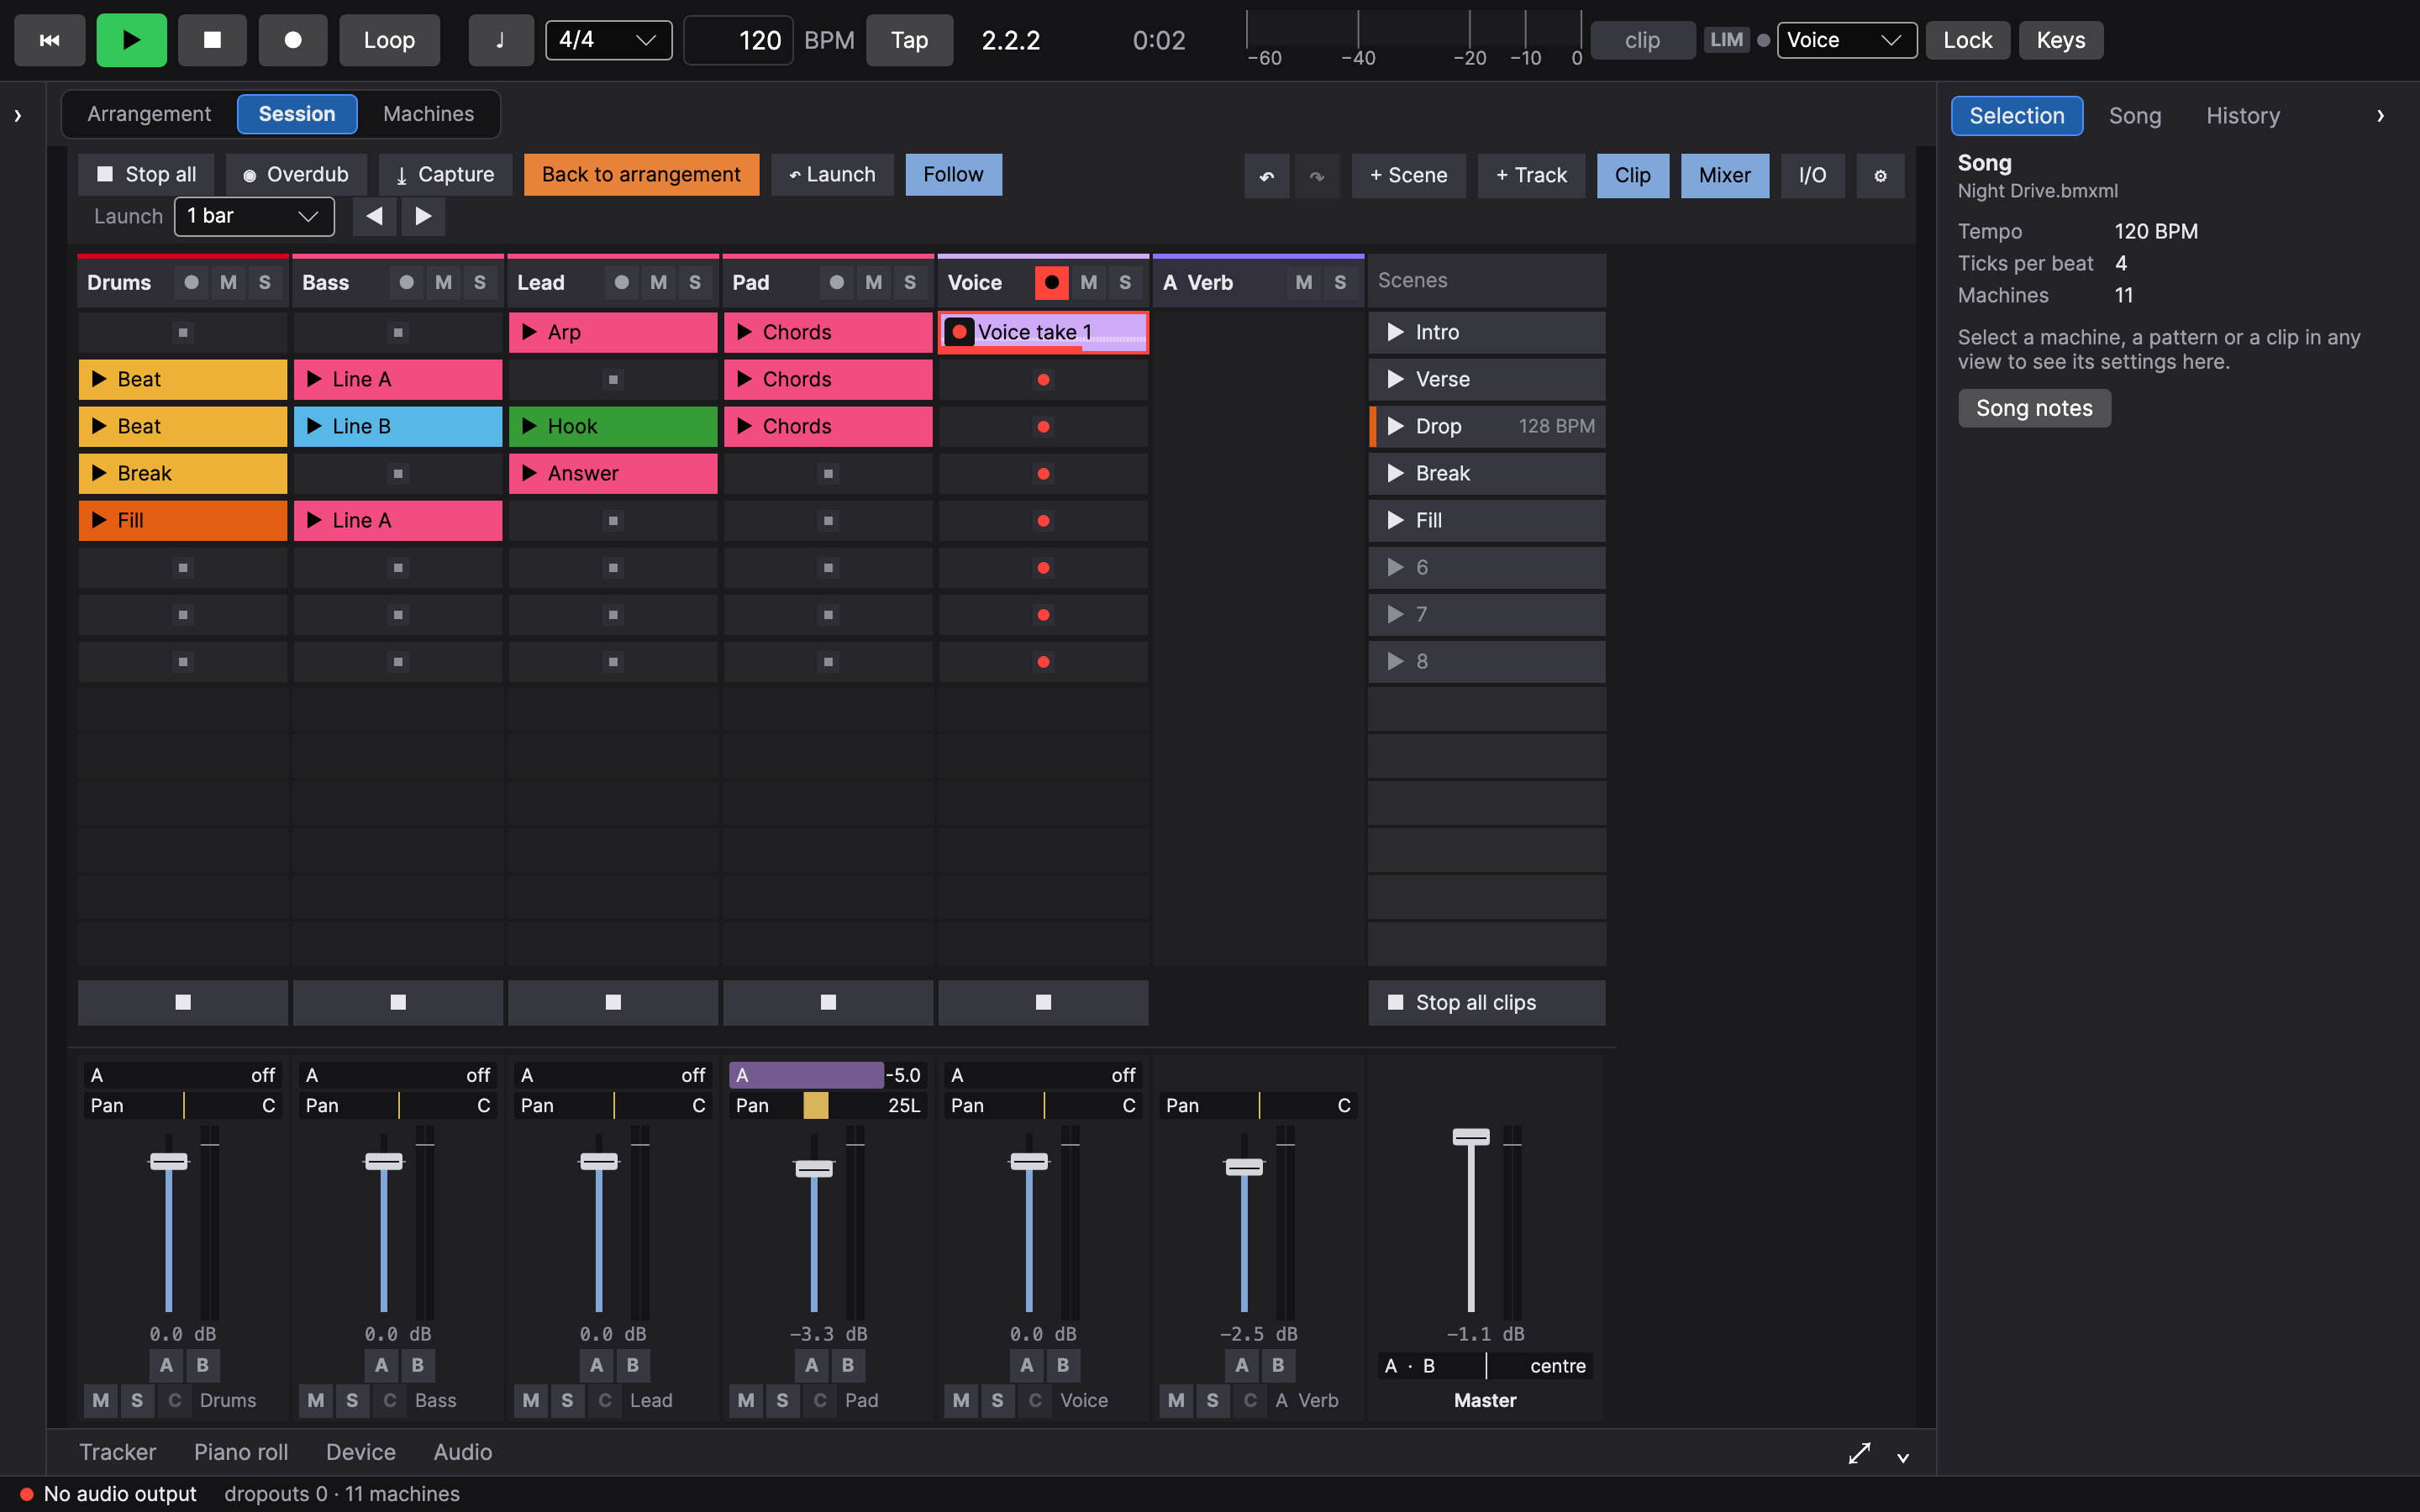 Loop 4/4 120 BPM Tap 2.2.2 0:02 −60 −40 −20 −10 0 clip LIM Voice Lock Keys
Arrangement Session Machines
Selection Song History
Stop all Overdub Capture Back to arrangement Launch Follow + Scene + Track Clip Mixer I/O
Launch 1 bar
Song
Night Drive.bmxml
Tempo 120 BPM
Ticks per beat 4
Machines 11
Select a machine, a pattern or a clip in any
view to see its settings here.
Song notes
Drums M S Bass M S Lead M S Pad M S Voice M S A Verb M S Scenes
Arp Chords Voice take 1 Intro
Beat Line A Chords Verse
Beat Line B Hook Chords Drop 128 BPM
Break Answer Break
Fill Line A Fill
6
7
8
Stop all clips
A off A off A off A -5.0 A off
Pan C Pan C Pan C Pan 25L Pan C Pan C
0.0 dB 0.0 dB 0.0 dB −3.3 dB 0.0 dB −2.5 dB −1.1 dB
A B A B A B A B A B A B A · B centre
M S C Drums M S C Bass M S C Lead M S C Pad M S C Voice M S C A Verb Master
Tracker Piano roll Device Audio
No audio output dropouts 0 · 11 machines